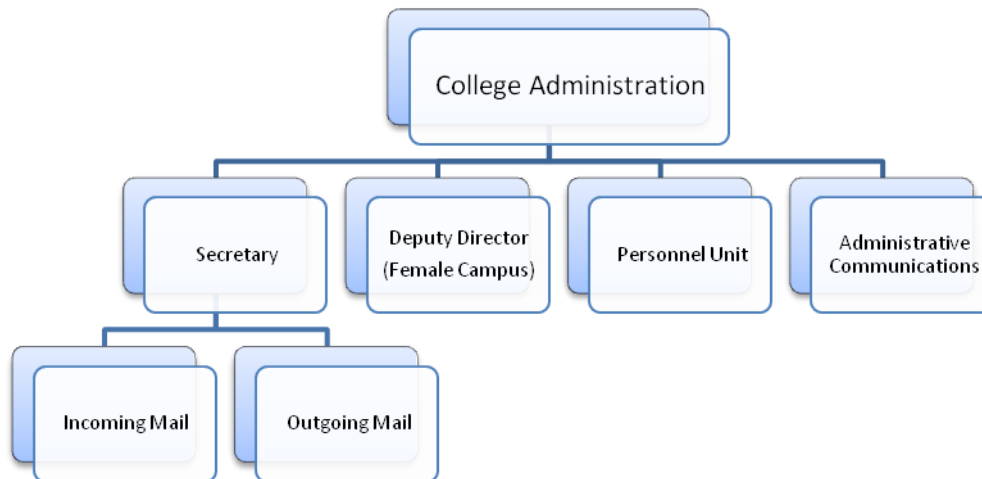 College Administration
Secretary
Deputy Director
(Female Campus)
Personnel Unit
Administrative
Communications
Incoming Mail
Outgoing Mail